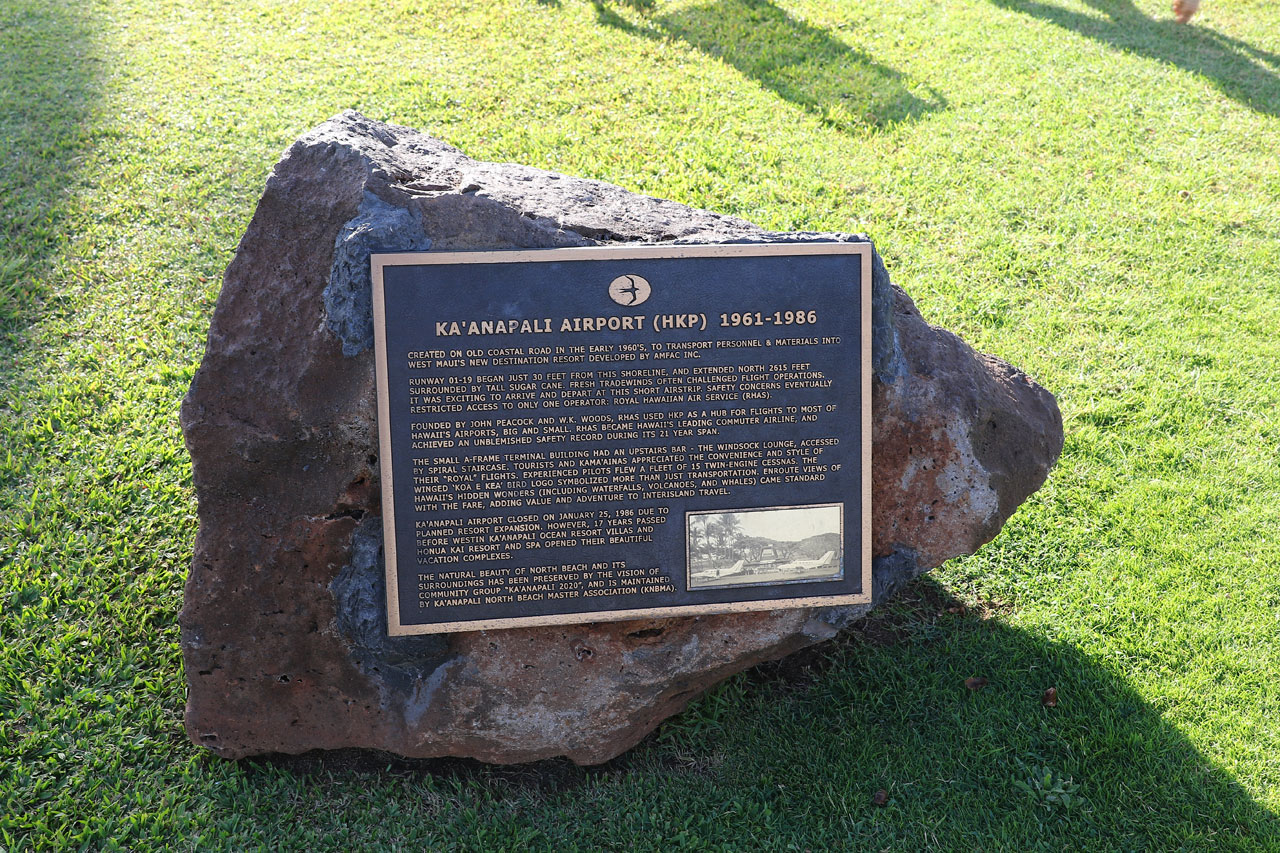 KA'ANAPALI AIRPORT (HKP) 1961-1986
CREATED ON OLD COASTAL ROAD IN THE EARLY 1960'S, TO TRANSPORT PERSONNEL & MATERIALS INTO
WEST MAUI'S NEW DESTINATION RESORT DEVELOPED BY AMFAC INC.
RUNWAY 01-19 BEGAN JUST 30 FEET FROM THIS SHORELINE, AND EXTENDED NORTH 2615 FEET
SURROUNDED BY TALL SUGAR CANE. FRESH TRADEWINDS OFTEN CHALLENGED FLIGHT OPERATIONS.
IT WAS EXCITING TO ARRIVE AND DEPART AT THIS SHORT AIRSTRIP. SAFETY CONCERNS EVENTUALLY
RESTRICTED ACCESS TO ONLY ONE OPERATOR: ROYAL HAWAIIAN AIR SERVICE (RHAS).
FOUNDED BY JOHN PEACOCK AND W.K. WOODS, RHAS USED HKP AS A HUB FOR FLIGHTS TO MOST OF
HAWAII'S AIRPORTS, BIG AND SMALL. RHAS BECAME HAWAII'S LEADING COMMUTER AIRLINE, AND
ACHIEVED AN UNBLEMISHED SAFETY RECORD DURING ITS 21 YEAR SPAN.
THE SMALL A-FRAME TERMINAL BUILDING HAD AN UPSTAIRS BAR - THE WINDSOCK LOUNGE, ACCESSED
BY SPIRAL STAIRCASE. TOURISTS AND KAMA'AINAS APPRECIATED THE CONVENIENCE AND STYLE OF
THEIR "ROYAL" FLIGHTS. EXPERIENCED PILOTS FLEW A FLEET OF 15 TWIN-ENGINE CESSNAS. THE
WINGED 'KOA E KEA' BIRD LOGO SYMBOLIZED MORE THAN JUST TRANSPORTATION. ENROUTE VIEWS OF
HAWAII'S HIDDEN WONDERS (INCLUDING WATERFALLS, VOLCANOES, AND WHALES) CAME STANDARD
WITH THE FARE, ADDING VALUE AND ADVENTURE TO INTERISLAND TRAVEL.
KA'ANAPALI AIRPORT CLOSED ON JANUARY 25, 1986 DUE TO
PLANNED RESORT EXPANSION. HOWEVER, 17 YEARS PASSED
BEFORE WESTIN KA'ANAPALI OCEAN RESORT VILLAS AND
HONUA KAI RESORT AND SPA OPENED THEIR BEAUTIFUL
VACATION COMPLEXES.
THE NATURAL BEAUTY OF NORTH BEACH AND ITS
SURROUNDINGS HAS BEEN PRESERVED BY THE VISION OF
COMMUNITY GROUP "KA'ANAPALI 2020", AND IS MAINTAINED
BY KA'ANAPALI NORTH BEACH MASTER ASSOCIATION (KNBMA).